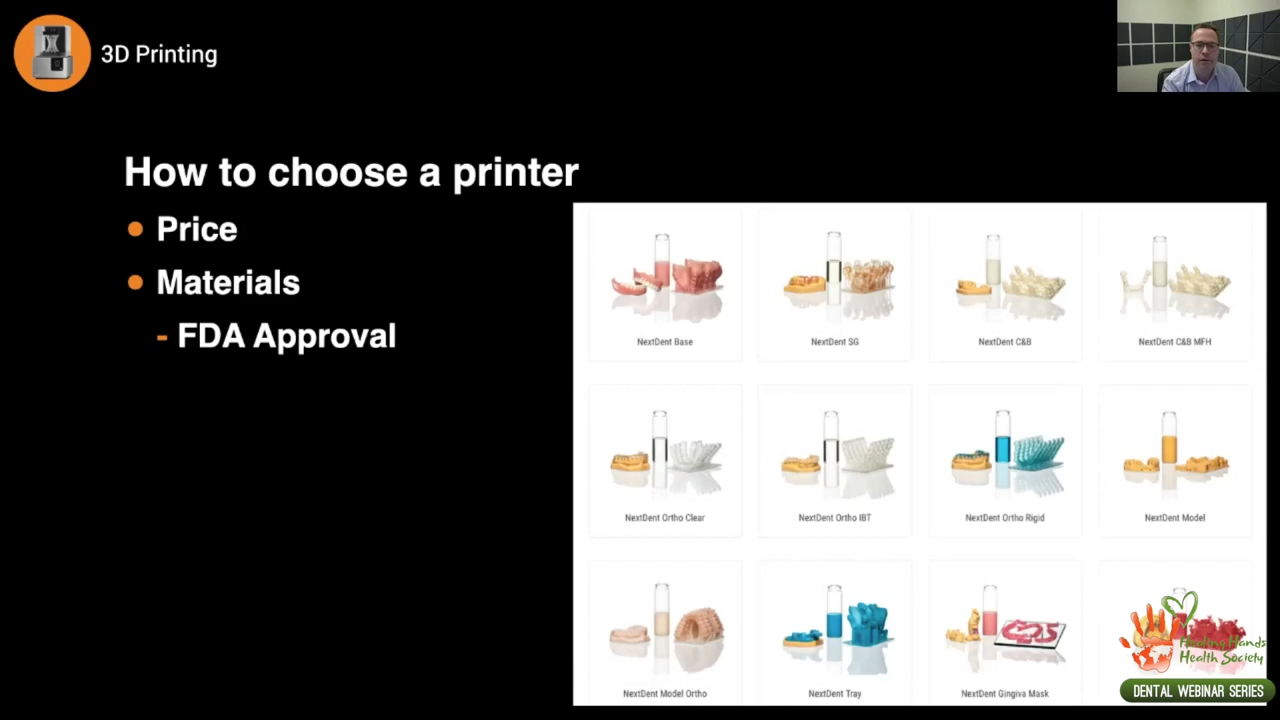 3D Printing
How to choose a printer
Price
Materials
- FDA Approval
NextDent Base
NextDent SG
NextDent C&B
NextDent C&B MFH
NextDent Ortho Clear
NextDent Ortho IBT
NextDent Ortho Rigid
NextDent Model
NextDent Model Ortho
NextDent Tray
NextDent Gingiva Mask
Healing Hands
Health Society
DENTAL WEBINAR SERIES